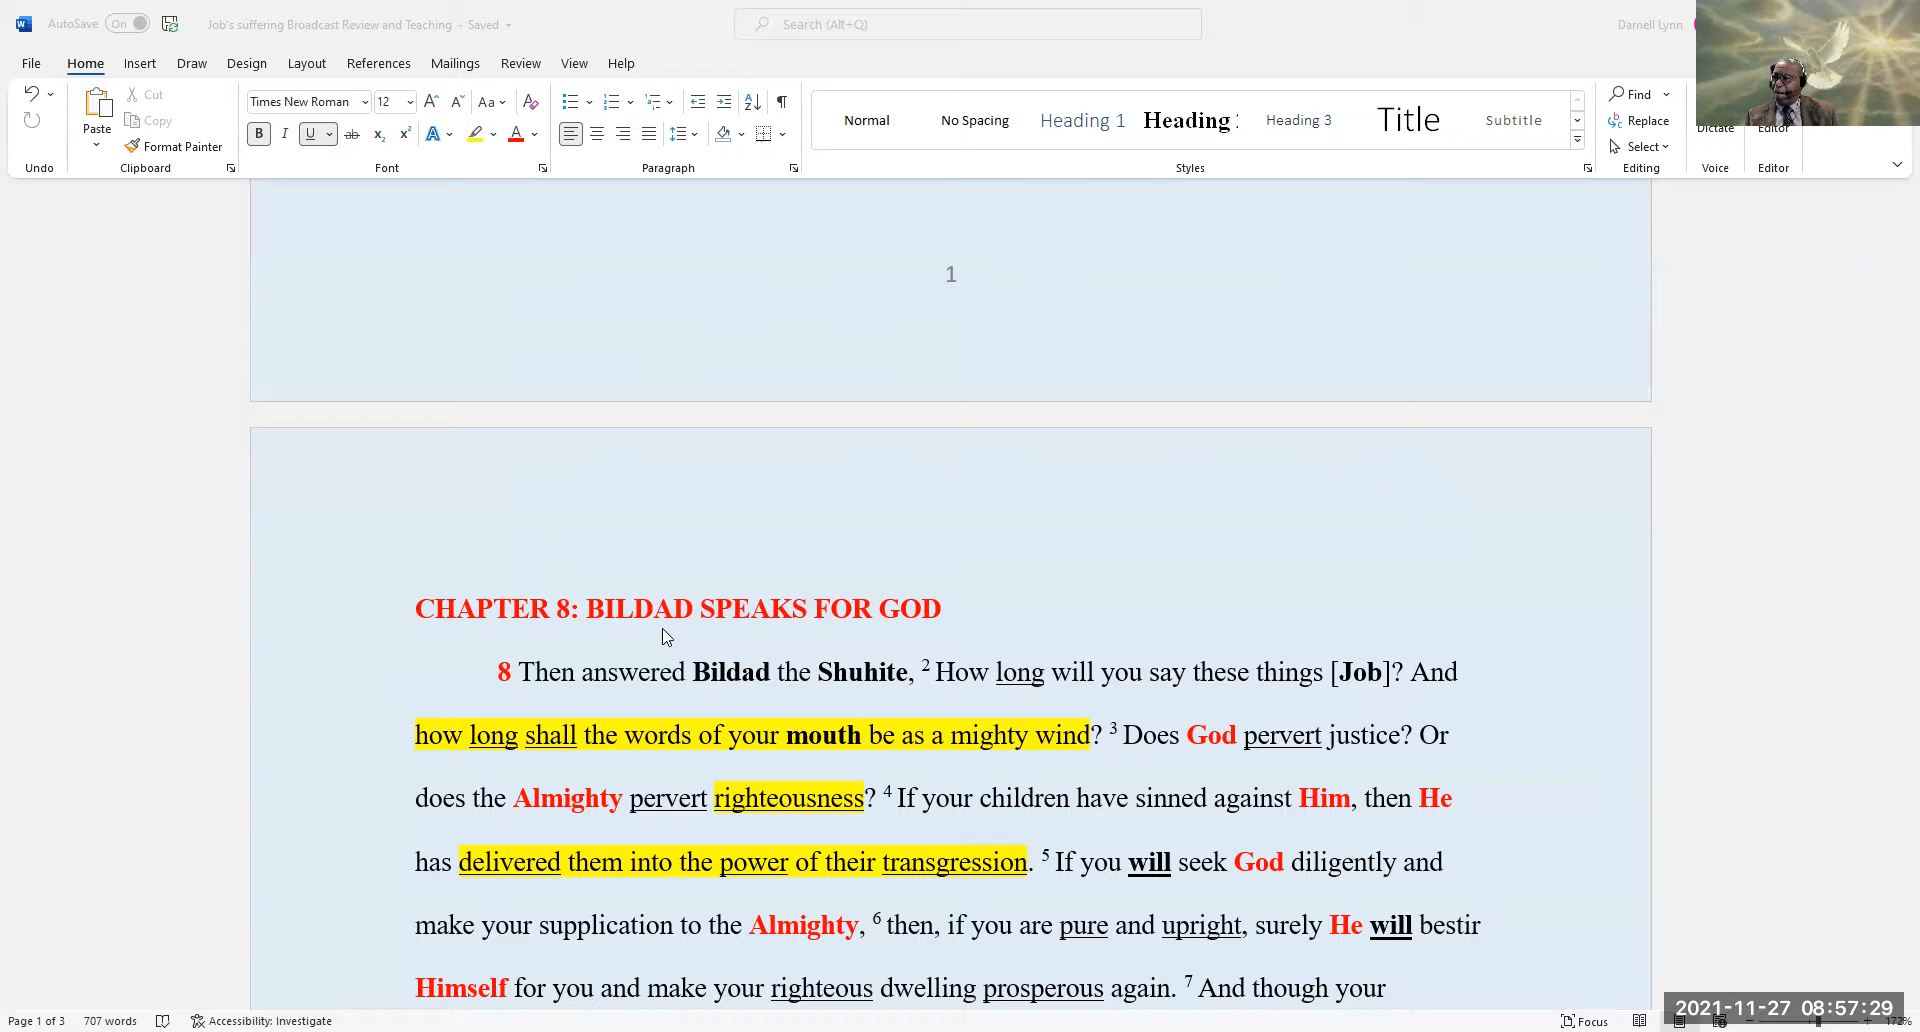 AutoSave On Job's suffering Broadcast Review and Teaching - Saved Search (Alt+Q) Darnell Lynn
File Home Insert Draw Design Layout References Mailings Review View Help
Paste Cut Copy Format Painter
Times New Roman 12 Aa
B I U ab x₂ x² A A
Normal No Spacing Heading 1 Heading Heading 3 Title Subtitle
Find Replace Select
Dictate Editor
Undo Clipboard Font Paragraph Styles Editing Voice Editor
1
CHAPTER 8: BILDAD SPEAKS FOR GOD
8 Then answered Bildad the Shuhite, 2 How long will you say these things [Job]? And
how long shall the words of your mouth be as a mighty wind? 3 Does God pervert justice? Or
does the Almighty pervert righteousness? 4 If your children have sinned against Him, then He
has delivered them into the power of their transgression. 5 If you will seek God diligently and
make your supplication to the Almighty, 6 then, if you are pure and upright, surely He will bestir
Himself for you and make your righteous dwelling prosperous again. 7 And though your
Page 1 of 3 707 words Accessibility: Investigate Focus 172%
2021-11-27 08:57:29